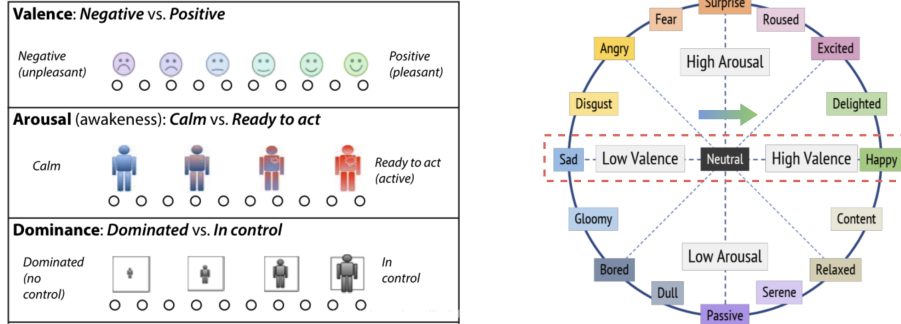 Valence: Negative vs. Positive
Negative
(unpleasant)
Positive
(pleasant)
Arousal (awakeness): Calm vs. Ready to act
Calm
Ready to act
(active)
Dominance: Dominated vs. In control
Dominated
(no
control)
In
control
Surprise
Fear
Roused
Angry
Excited
High Arousal
Disgust
Delighted
Sad
Low Valence
Neutral
High Valence
Happy
Gloomy
Content
Low Arousal
Bored
Relaxed
Dull
Serene
Passive